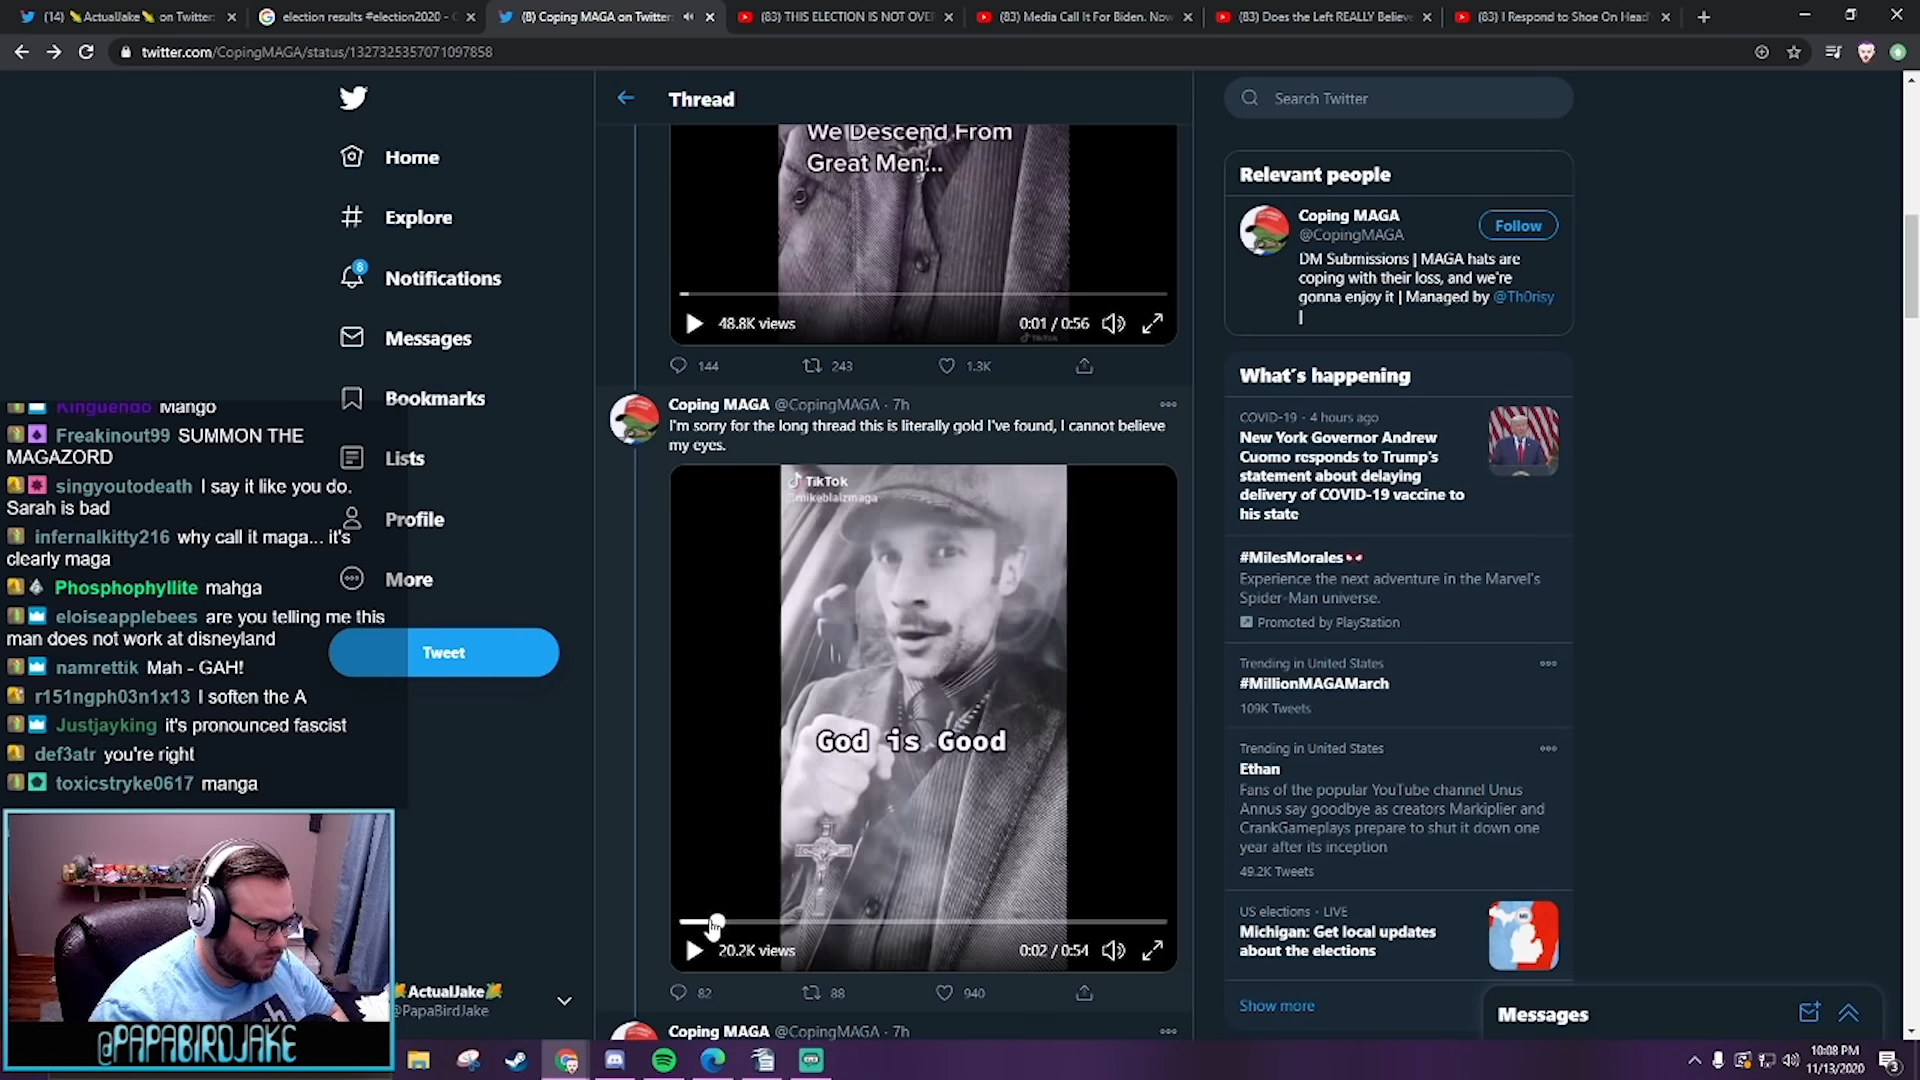 (14) ActualJake on Twitter:
election results #election2020 -
(8) Coping MAGA on Twitter:
(83) THIS ELECTION IS NOT OVE
(83) Media Call It For Biden. Now
(83) Does the Left REALLY Believe
(83) I Respond to Shoe On Head
twitter.com/CopingMAGA/status/1327325357071097858
Home
Explore
8
Notifications
Messages
Bookmarks
Lists
Profile
More
Tweet
ActualJake
@PapaBirdJake
Kinguendo Mango
Freakinout99 SUMMON THE
MAGAZORD
singyoutodeath I say it like you do.
Sarah is bad
infernalkitty216 why call it maga... it's
clearly maga
Phosphophyllite mahga
eloiseapplebees are you telling me this
man does not work at disneyland
namrettik Mah - GAH!
r151ngph03n1x13 I soften the A
Justjayking it's pronounced fascist
def3atr you're right
toxicstryke0617 manga
@PAPABIRDJAKE
Thread
We Descend From
Great Men...
48.8K views
0:01 / 0:56
TikTok
144
243
1.3K
Coping MAGA @CopingMAGA · 7h
I'm sorry for the long thread this is literally gold I've found, I cannot believe
my eyes.
TikTok
@mikeblaizmaga
God is Good
20.2K views
0:02 / 0:54
82
88
940
Coping MAGA @CopingMAGA · 7h
Search Twitter
Relevant people
Coping MAGA
@CopingMAGA
Follow
DM Submissions | MAGA hats are
coping with their loss, and we're
gonna enjoy it | Managed by @Th0risy
|
What's happening
COVID-19 · 4 hours ago
New York Governor Andrew
Cuomo responds to Trump's
statement about delaying
delivery of COVID-19 vaccine to
his state
#MilesMorales
Experience the next adventure in the Marvel's
Spider-Man universe.
Promoted by PlayStation
Trending in United States
#MillionMAGAMarch
109K Tweets
Trending in United States
Ethan
Fans of the popular YouTube channel Unus
Annus say goodbye as creators Markiplier and
CrankGameplays prepare to shut it down one
year after its inception
49.2K Tweets
US elections · LIVE
Michigan: Get local updates
about the elections
Show more
Messages
10:08 PM
11/13/2020
3